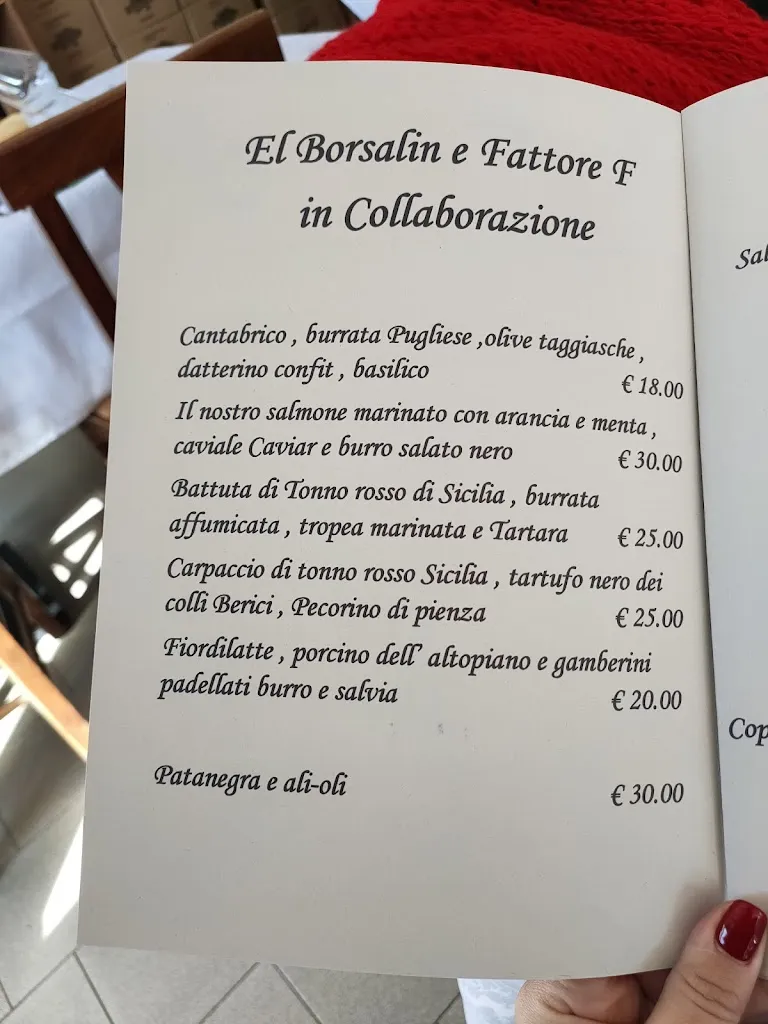 El Borsalin e Fattore F
in Collaborazione
Cantabrico , burrata Pugliese ,olive taggiasche ,
datterino confit , basilico € 18.00
Il nostro salmone marinato con arancia e menta ,
caviale Caviar e burro salato nero € 30.00
Battuta di Tonno rosso di Sicilia , burrata
affumicata , tropea marinata e Tartara € 25.00
Carpaccio di tonno rosso Sicilia , tartufo nero dei
colli Berici , Pecorino di pienza € 25.00
Fiordilatte , porcino dell' altopiano e gamberini
padellati burro e salvia € 20.00
Patanegra e ali-oli € 30.00
Sal
Cop